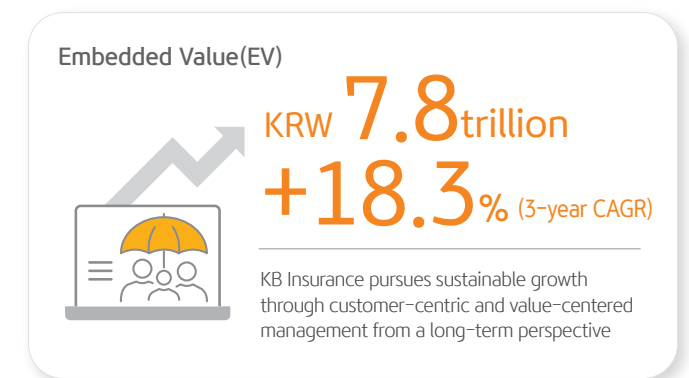 Embedded Value(EV)
KRW 7.8trillion
+18.3% (3-year CAGR)
KB Insurance pursues sustainable growth
through customer-centric and value-centered
management from a long-term perspective